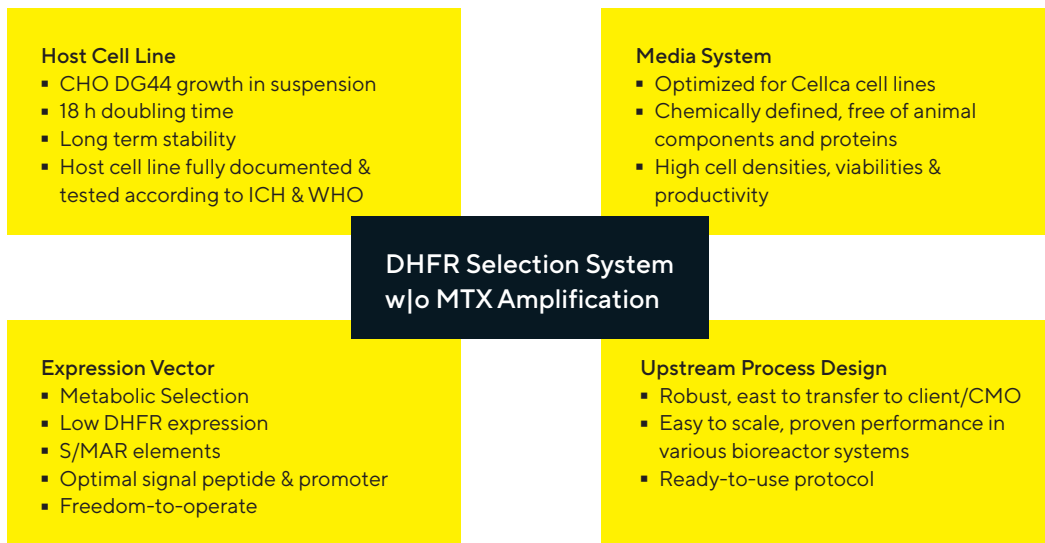 Host Cell Line
▪ CHO DG44 growth in suspension
▪ 18 h doubling time
▪ Long term stability
▪ Host cell line fully documented &
tested according to ICH & WHO
Media System
▪ Optimized for Cellca cell lines
▪ Chemically defined, free of animal
components and proteins
▪ High cell densities, viabilities &
productivity
DHFR Selection System
w|o MTX Amplification
Expression Vector
▪ Metabolic Selection
▪ Low DHFR expression
▪ S/MAR elements
▪ Optimal signal peptide & promoter
▪ Freedom-to-operate
Upstream Process Design
▪ Robust, east to transfer to client/CMO
▪ Easy to scale, proven performance in
various bioreactor systems
▪ Ready-to-use protocol